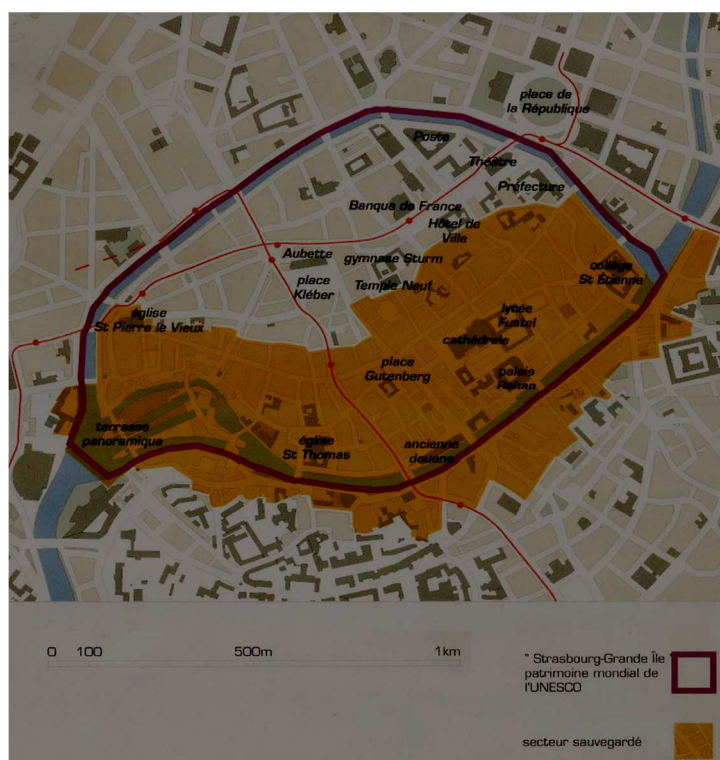 place de
la République
Poste
Théatre
Préfecture
Banque de France
Hôtel de
Ville
Aubette
gymnase Sturm
place
Kléber
Temple Neuf
collège
St Étienne
église
St Pierre le Vieux
lycée
Fustel
cathédrale
place
Gutenberg
palais
Rohan
terrasse
panoramique
église
St Thomas
ancienne
douane
0 100 500m 1km
" Strasbourg-Grande Île "
patrimoine mondial de
l'UNESCO
secteur sauvegardé